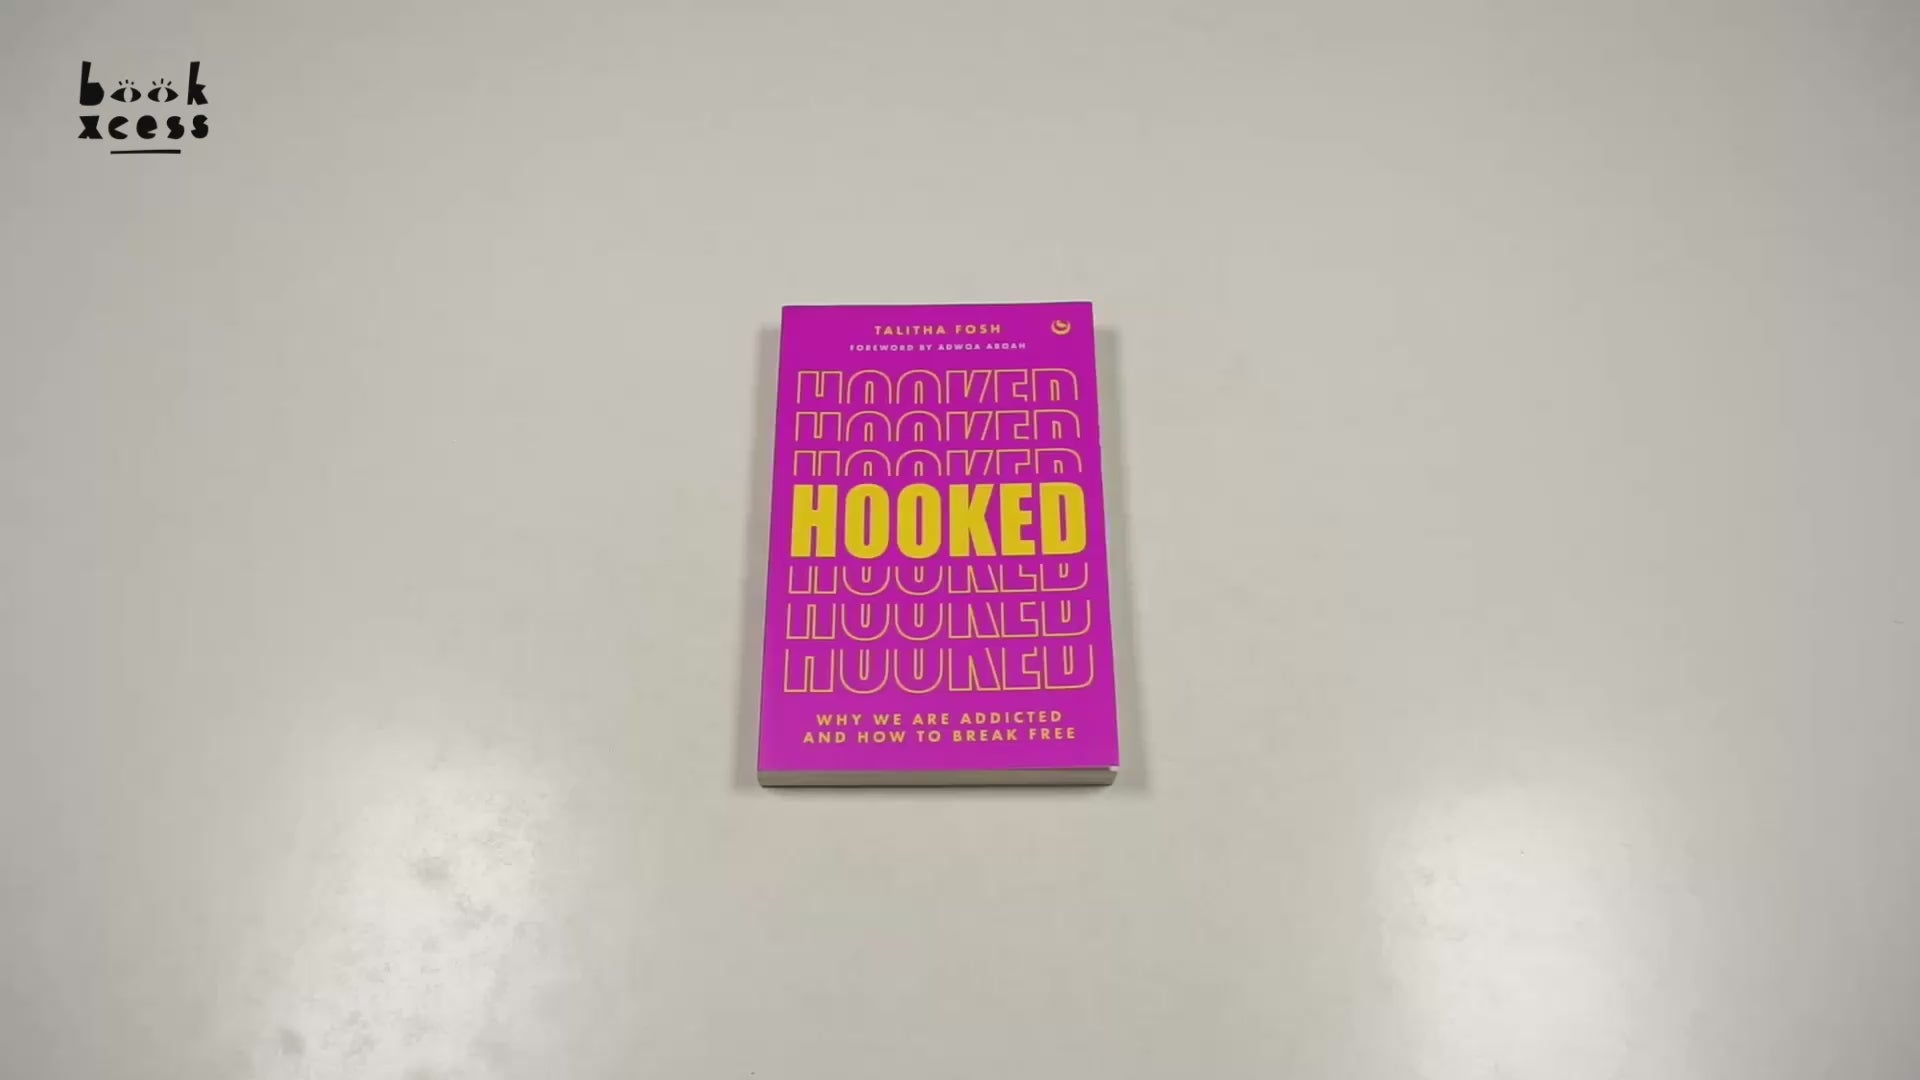 book
xcess
TALITHA FOSH
FOREWORD BY ADWOA ABOAH
HOOKED
HOOKED
HOOKED
HOOKED
HOOKED
HOOKED
HOOKED
WHY WE ARE ADDICTED
AND HOW TO BREAK FREE